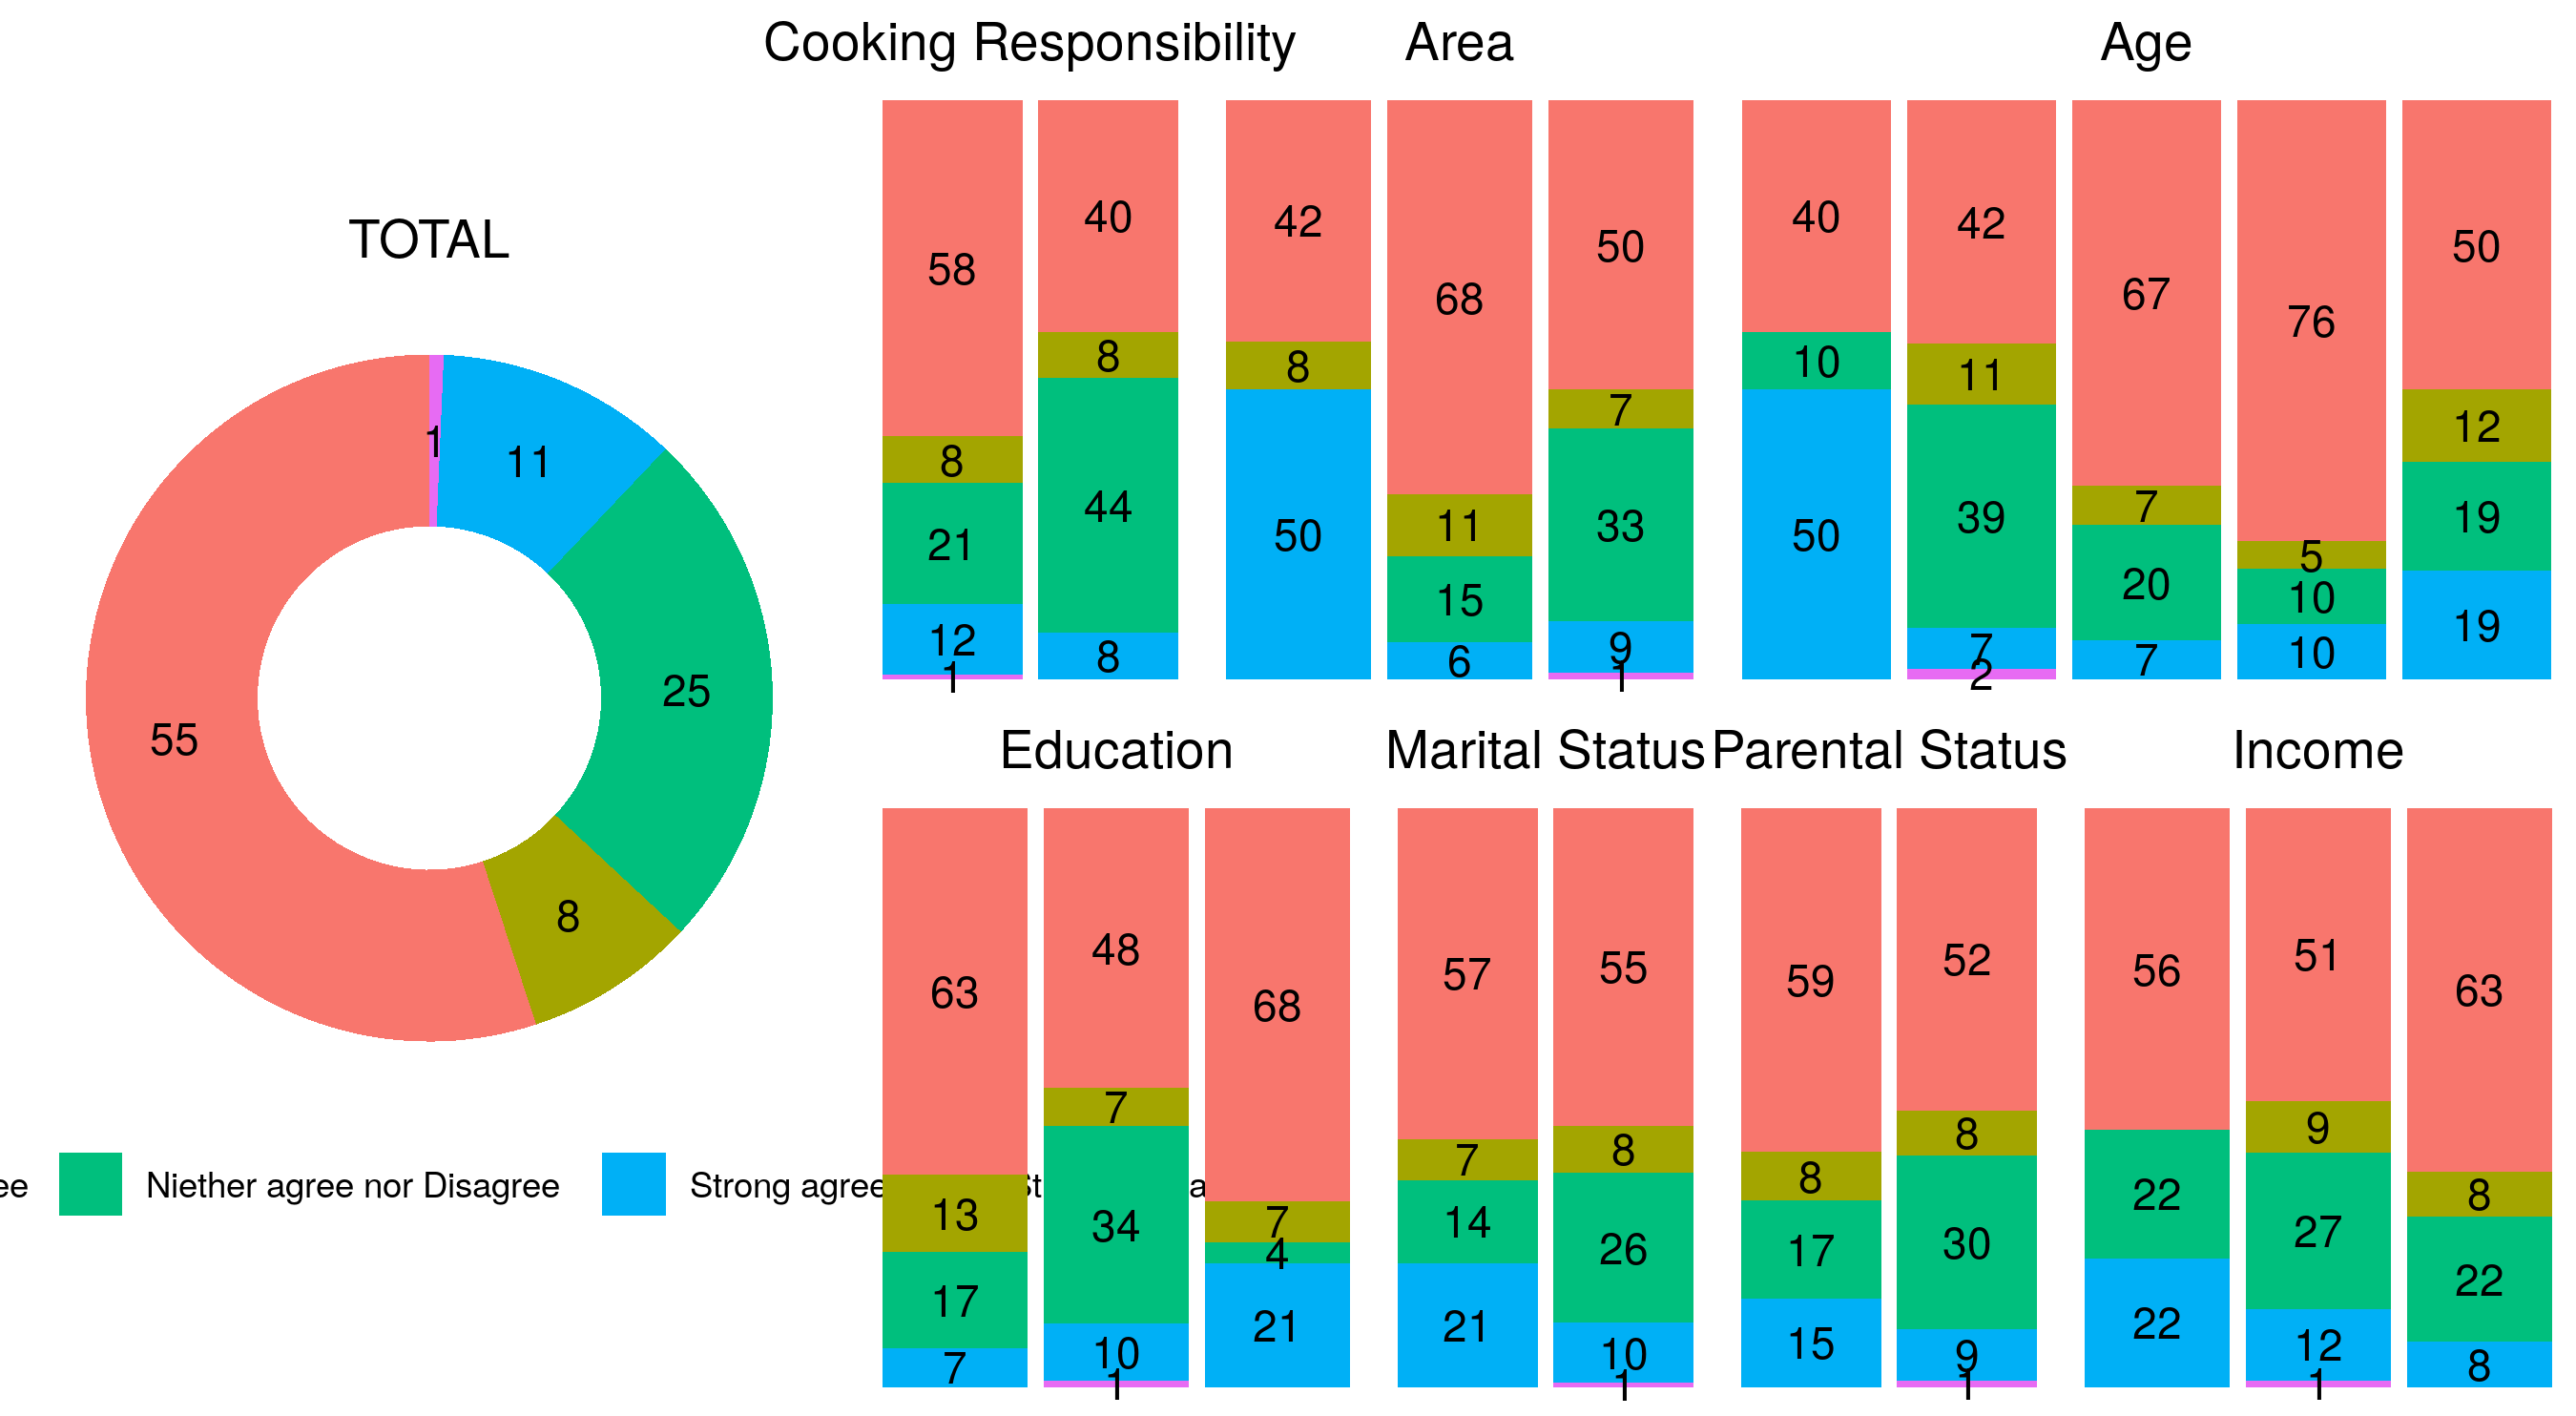 Cooking Responsibility
Area
Age
TOTAL
58 8 21 12 1
40 8 44 8
42 8 50
68 11 15 6
50 7 33 9 1
40 10 50
42 11 39 7 2
67 7 20 7
76 5 10 10
50 12 19 19
1 11 25 8 55
Education
Marital Status
Parental Status
Income
63 13 17 7
48 7 34 10 1
68 7 4 21
57 7 14 21
55 8 26 10 1
59 8 17 15
52 8 30 9 1
56 22 22
51 9 27 12 1
63 8 22 8
ee
Niether agree nor Disagree
Strong agree